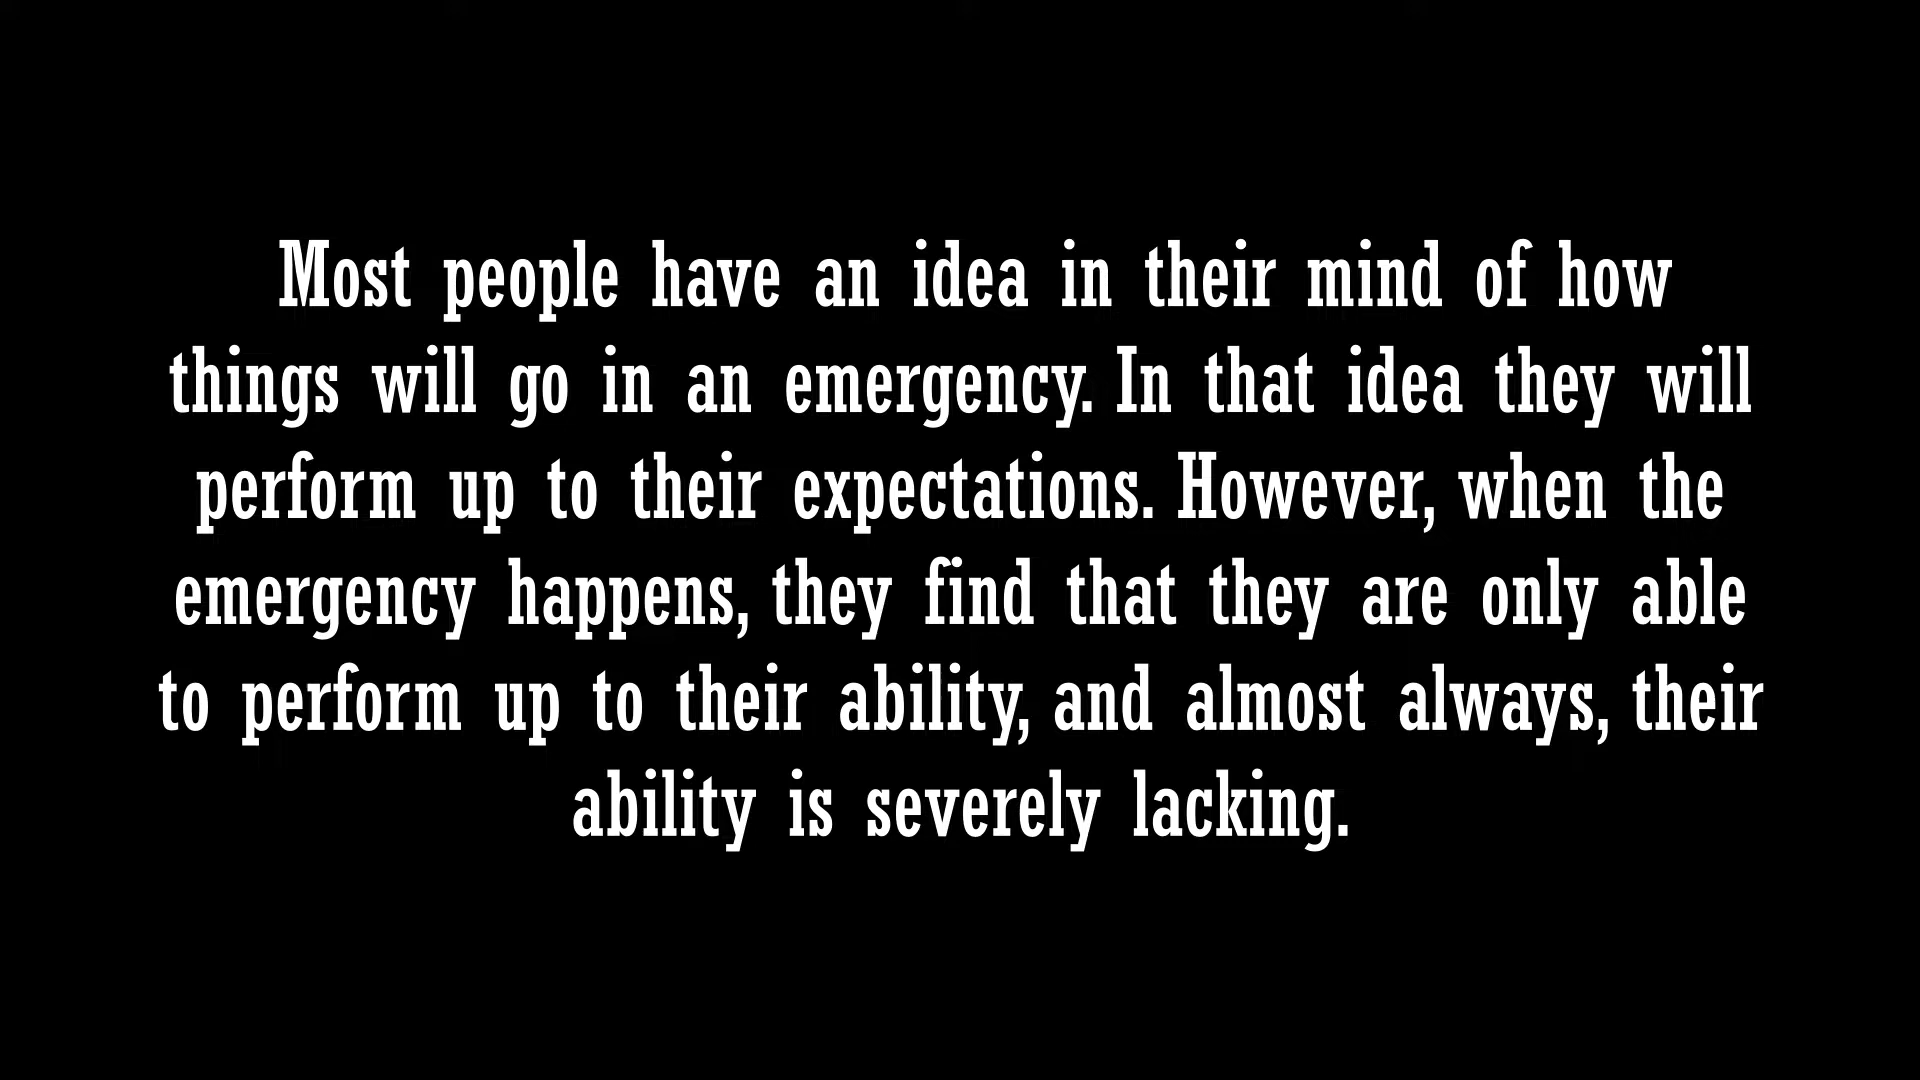 Most people have an idea in their mind of how
things will go in an emergency. In that idea they will
perform up to their expectations. However, when the
emergency happens, they find that they are only able
to perform up to their ability, and almost always, their
ability is severely lacking.